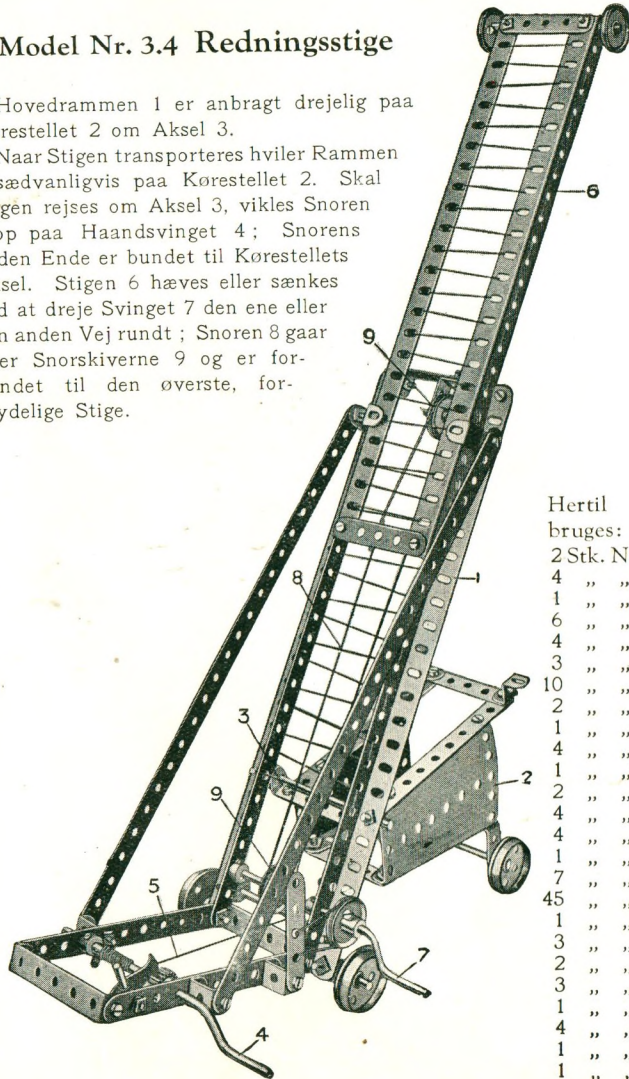 Model Nr. 3.4 Redningsstige
Hovedrammen 1 er anbragt drejelig paa
restellet 2 om Aksel 3.
Naar Stigen transporteres hviler Rammen
sædvanligvis paa Kørestellet 2. Skal
gen rejses om Aksel 3, vikles Snoren
op paa Haandsvinget 4 ; Snorens
den Ende er bundet til Kørestellets
sel. Stigen 6 hæves eller sænkes
d at dreje Svinget 7 den ene eller
n anden Vej rundt ; Snoren 8 gaar
er Snorskiverne 9 og er for-
ndet til den øverste, for-
ydelige Stige.
6
9
1
8
3
2
9
5
7
4
Hertil
bruges:
2 Stk. N
4 „ „
1 „ „
6 „ „
4 „ „
3 „ „
10 „ „
2 „ „
1 „ „
4 „ „
1 „ „
2 „ „
4 „ „
4 „ „
1 „ „
7 „ „
45 „ „
1 „ „
3 „ „
2 „ „
3 „ „
1 „ „
4 „ „
1 „ „
1 „ „